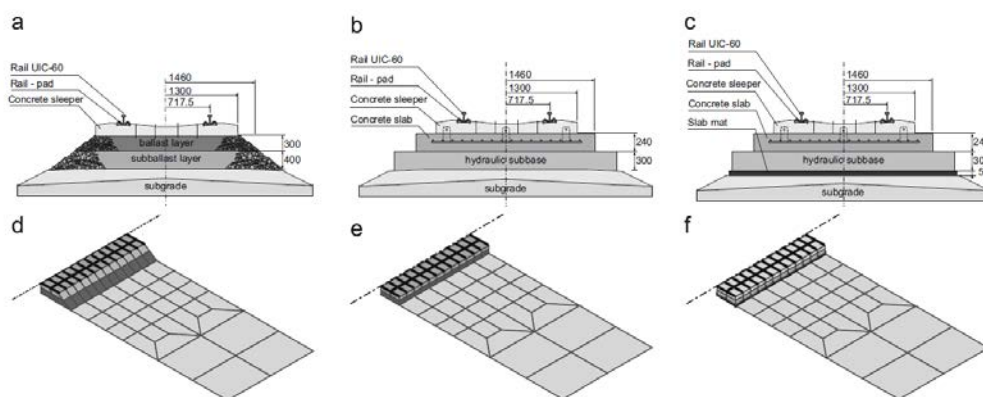 a
Rail UIC-60
Rail - pad
Concrete sleeper
1460
1300
717.5
ballast layer
subballast layer
300
400
subgrade
b
Rail UIC-60
Rail - pad
Concrete sleeper
Concrete slab
1460
1300
717.5
240
hydraulic subbase
300
subgrade
c
Rail UIC-60
Rail - pad
Concrete sleeper
Concrete slab
Slab mat
1460
1300
717.5
hydraulic subbase
subgrade
d
e
f